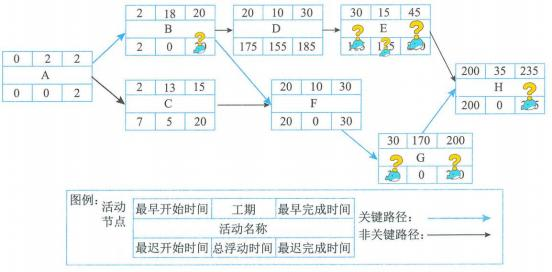 2 18 20
B
2 0
20 10 30
D
175 155 185
30 15 45
E
0 2 2
A
0 0 2
2 13 15
C
7 5 20
20 10 30
F
20 0 30
200 35 235
H
200 0
30 170 200
G
0
图例:
活动节点
最早开始时间 工期 最早完成时间
活动名称
最迟开始时间 总浮动时间 最迟完成时间
关键路径:
非关键路径: